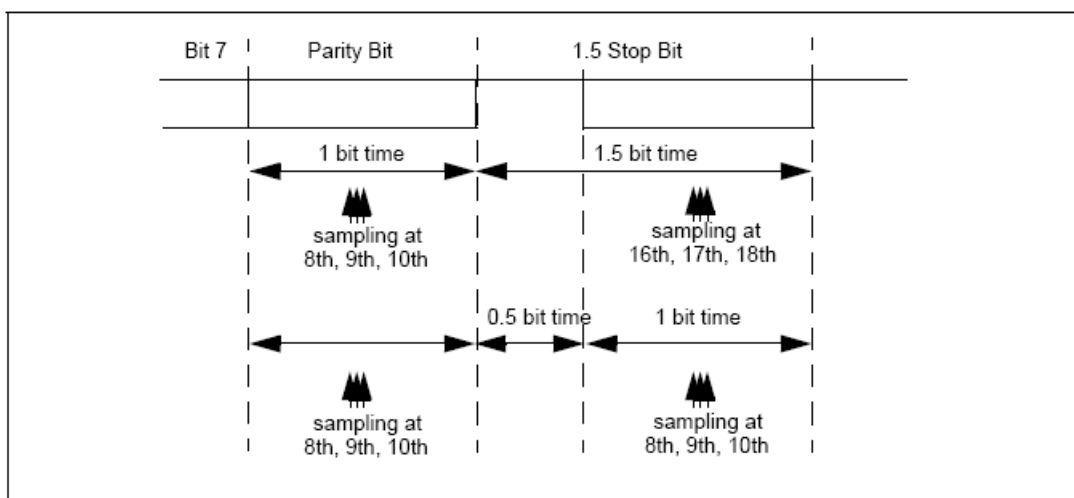 Bit 7 Parity Bit 1.5 Stop Bit
1 bit time 1.5 bit time
sampling at sampling at
8th, 9th, 10th 16th, 17th, 18th
0.5 bit time 1 bit time
sampling at sampling at
8th, 9th, 10th 8th, 9th, 10th